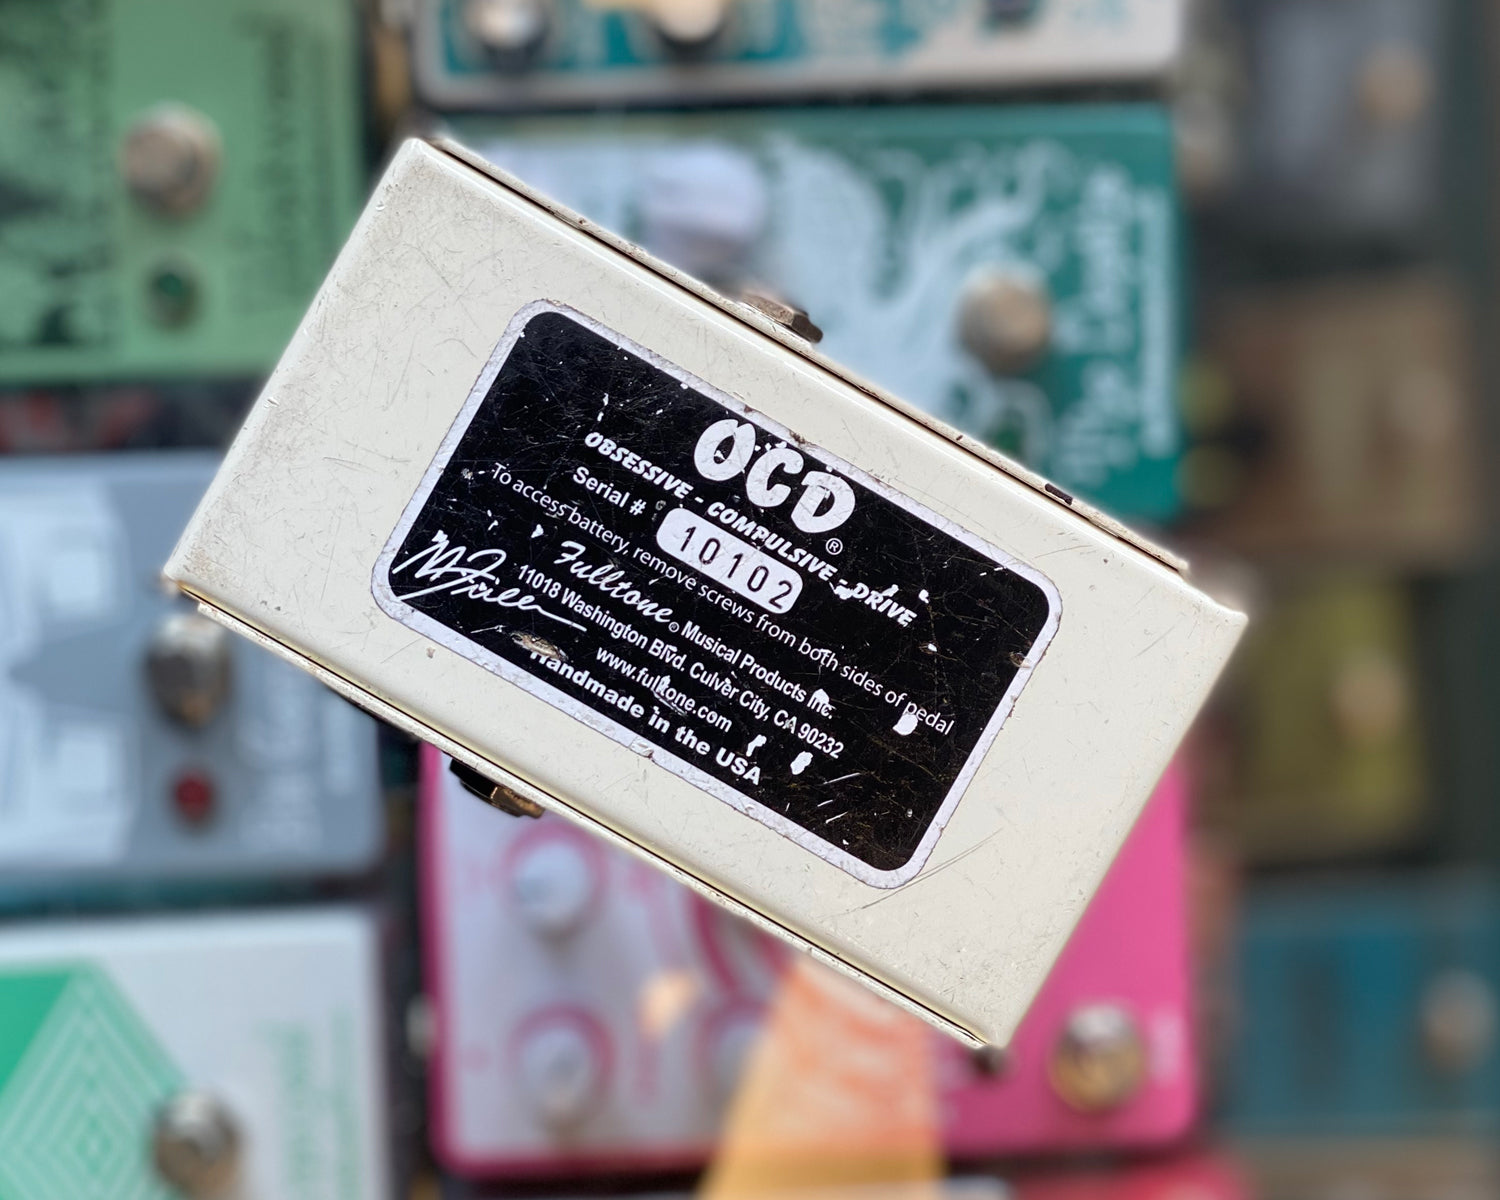 OCD®
OBSESSIVE - COMPULSIVE - DRIVE
Serial # 10102
To access battery, remove screws from both sides of pedal
Fulltone® Musical Products Inc.
11018 Washington Blvd. Culver City, CA 90232
www.fulltone.com
Handmade in the USA